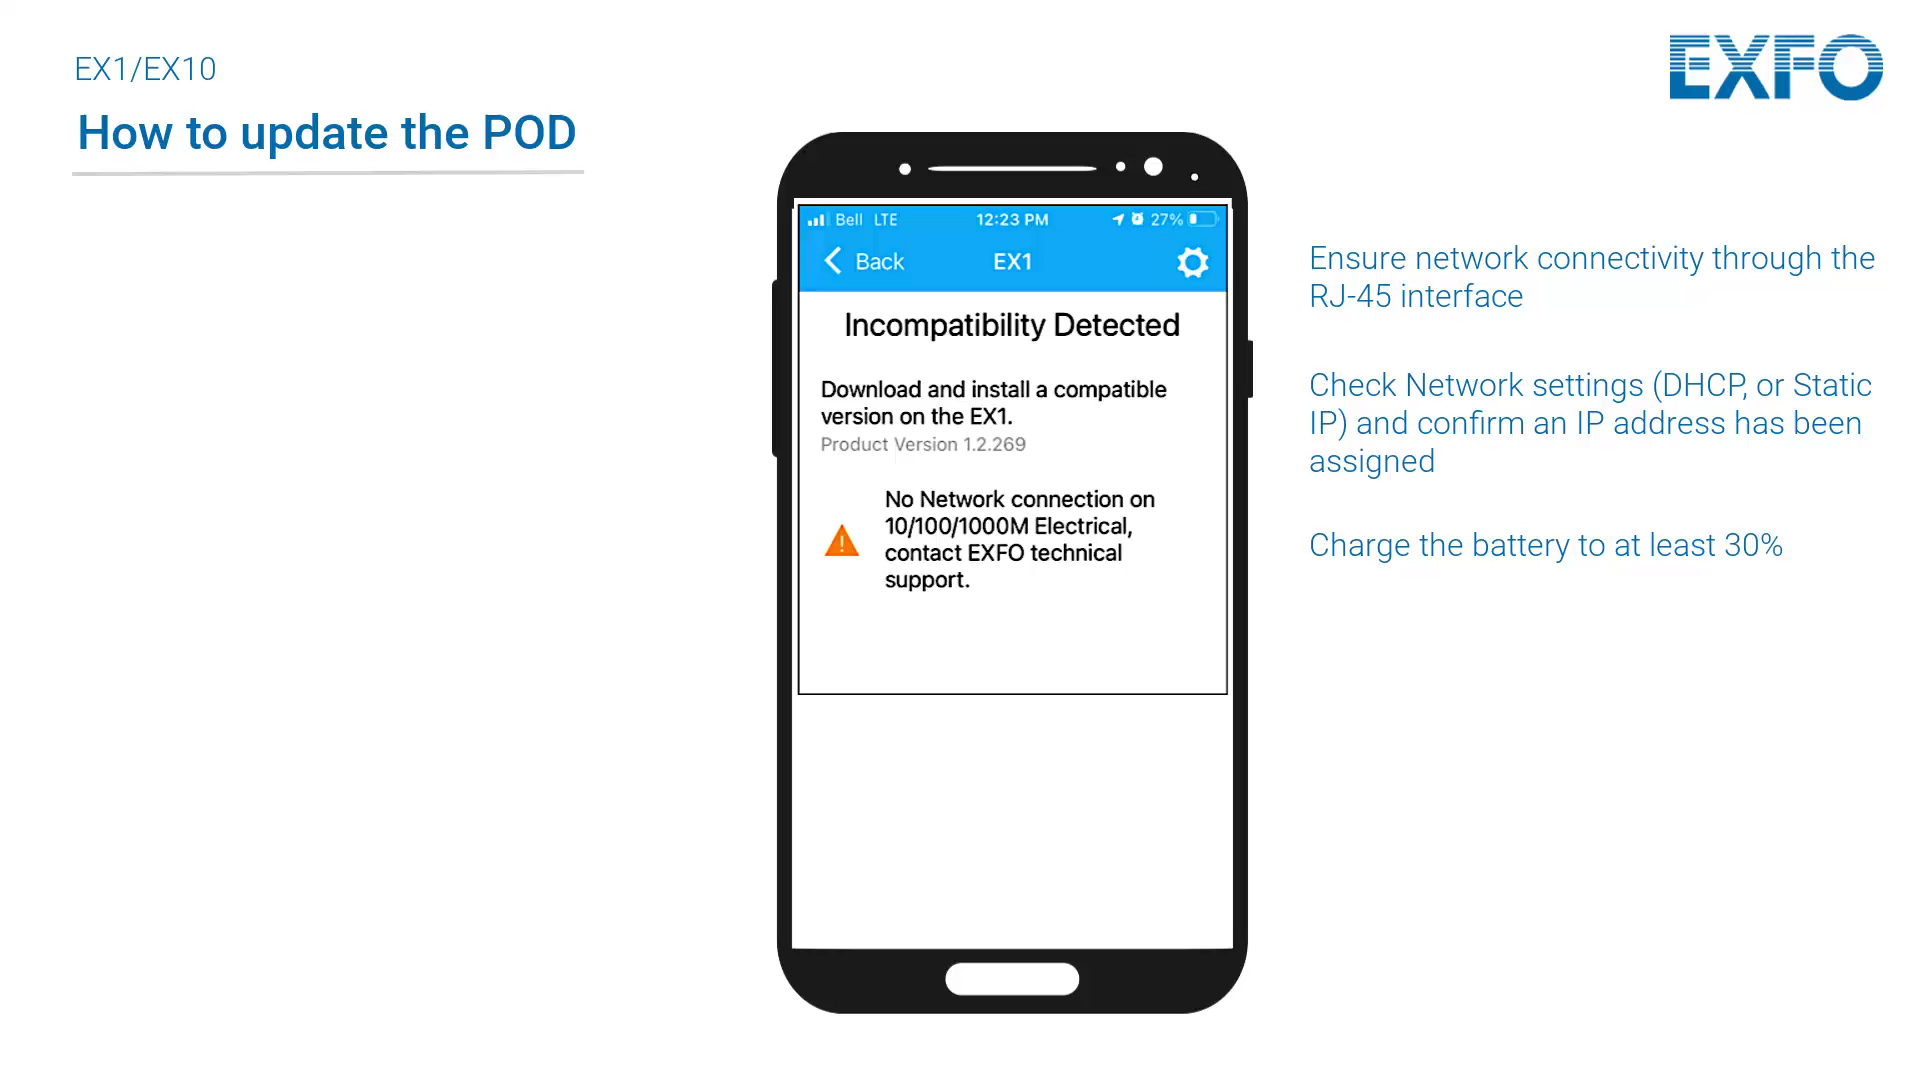 EX1/EX10
How to update the POD
EXFO
Bell LTE
12:23 PM
27%
Back
EX1
Incompatibility Detected
Download and install a compatible
version on the EX1.
Product Version 1.2.269
No Network connection on
10/100/1000M Electrical,
contact EXFO technical
support.
Ensure network connectivity through the
RJ-45 interface
Check Network settings (DHCP, or Static
IP) and confirm an IP address has been
assigned
Charge the battery to at least 30%